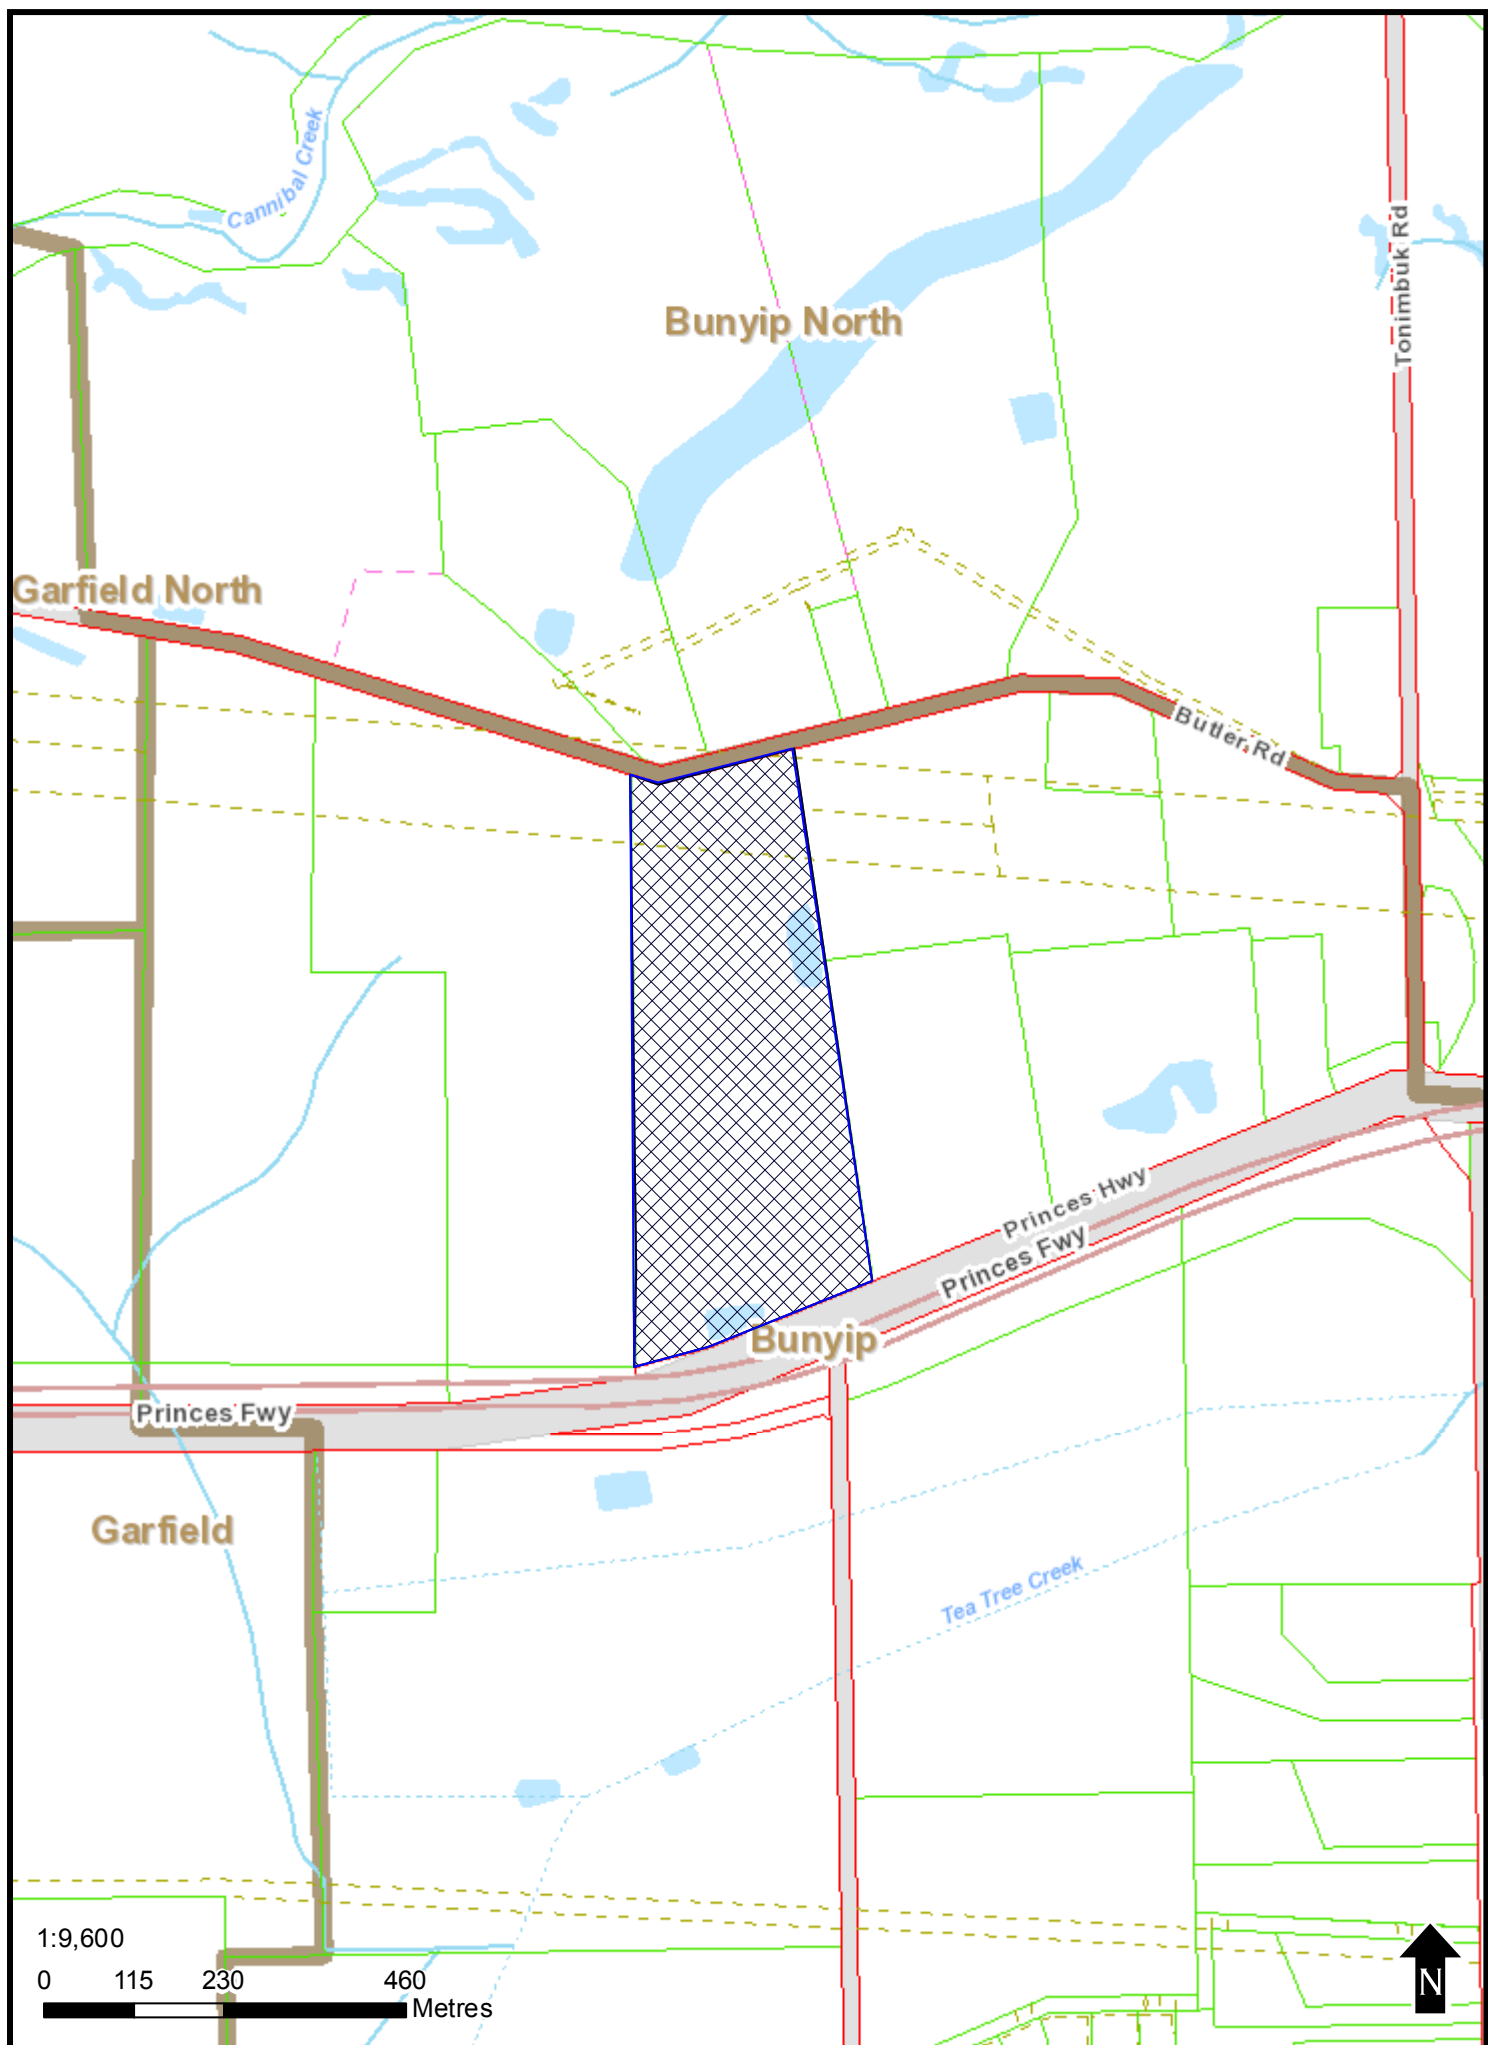 Cannibal Creek
Tonimbuk Rd
Bunyip North
Garfield North
Butler Rd
Princes Hwy
Princes Fwy
Bunyip
Princes Fwy
Garfield
Tea Tree Creek
1:9,600
0 115 230 460
Metres
N